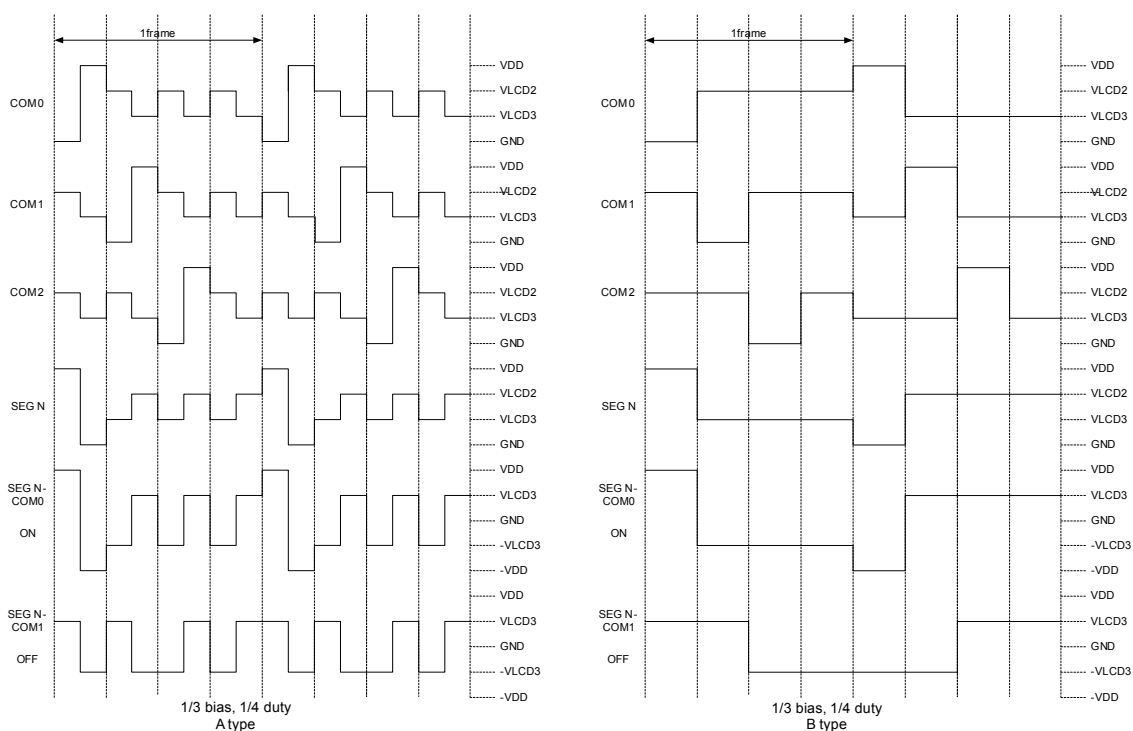 1frame
COM0
VDD
VLCD2
VLCD3
GND
COM1
VDD
VLCD2
VLCD3
GND
COM2
VDD
VLCD2
VLCD3
GND
SEG N
VDD
VLCD2
VLCD3
GND
SEG N-
COM0
ON
VDD
VLCD3
GND
-VLCD3
-VDD
SEG N-
COM1
OFF
VDD
VLCD3
GND
-VLCD3
-VDD
1/3 bias, 1/4 duty
A type
1frame
COM0
VDD
VLCD2
VLCD3
GND
COM1
VDD
VLCD2
VLCD3
GND
COM2
VDD
VLCD2
VLCD3
GND
SEG N
VDD
VLCD2
VLCD3
GND
SEG N-
COM0
ON
VDD
VLCD3
GND
-VLCD3
-VDD
SEG N-
COM1
OFF
VDD
VLCD3
GND
-VLCD3
-VDD
1/3 bias, 1/4 duty
B type